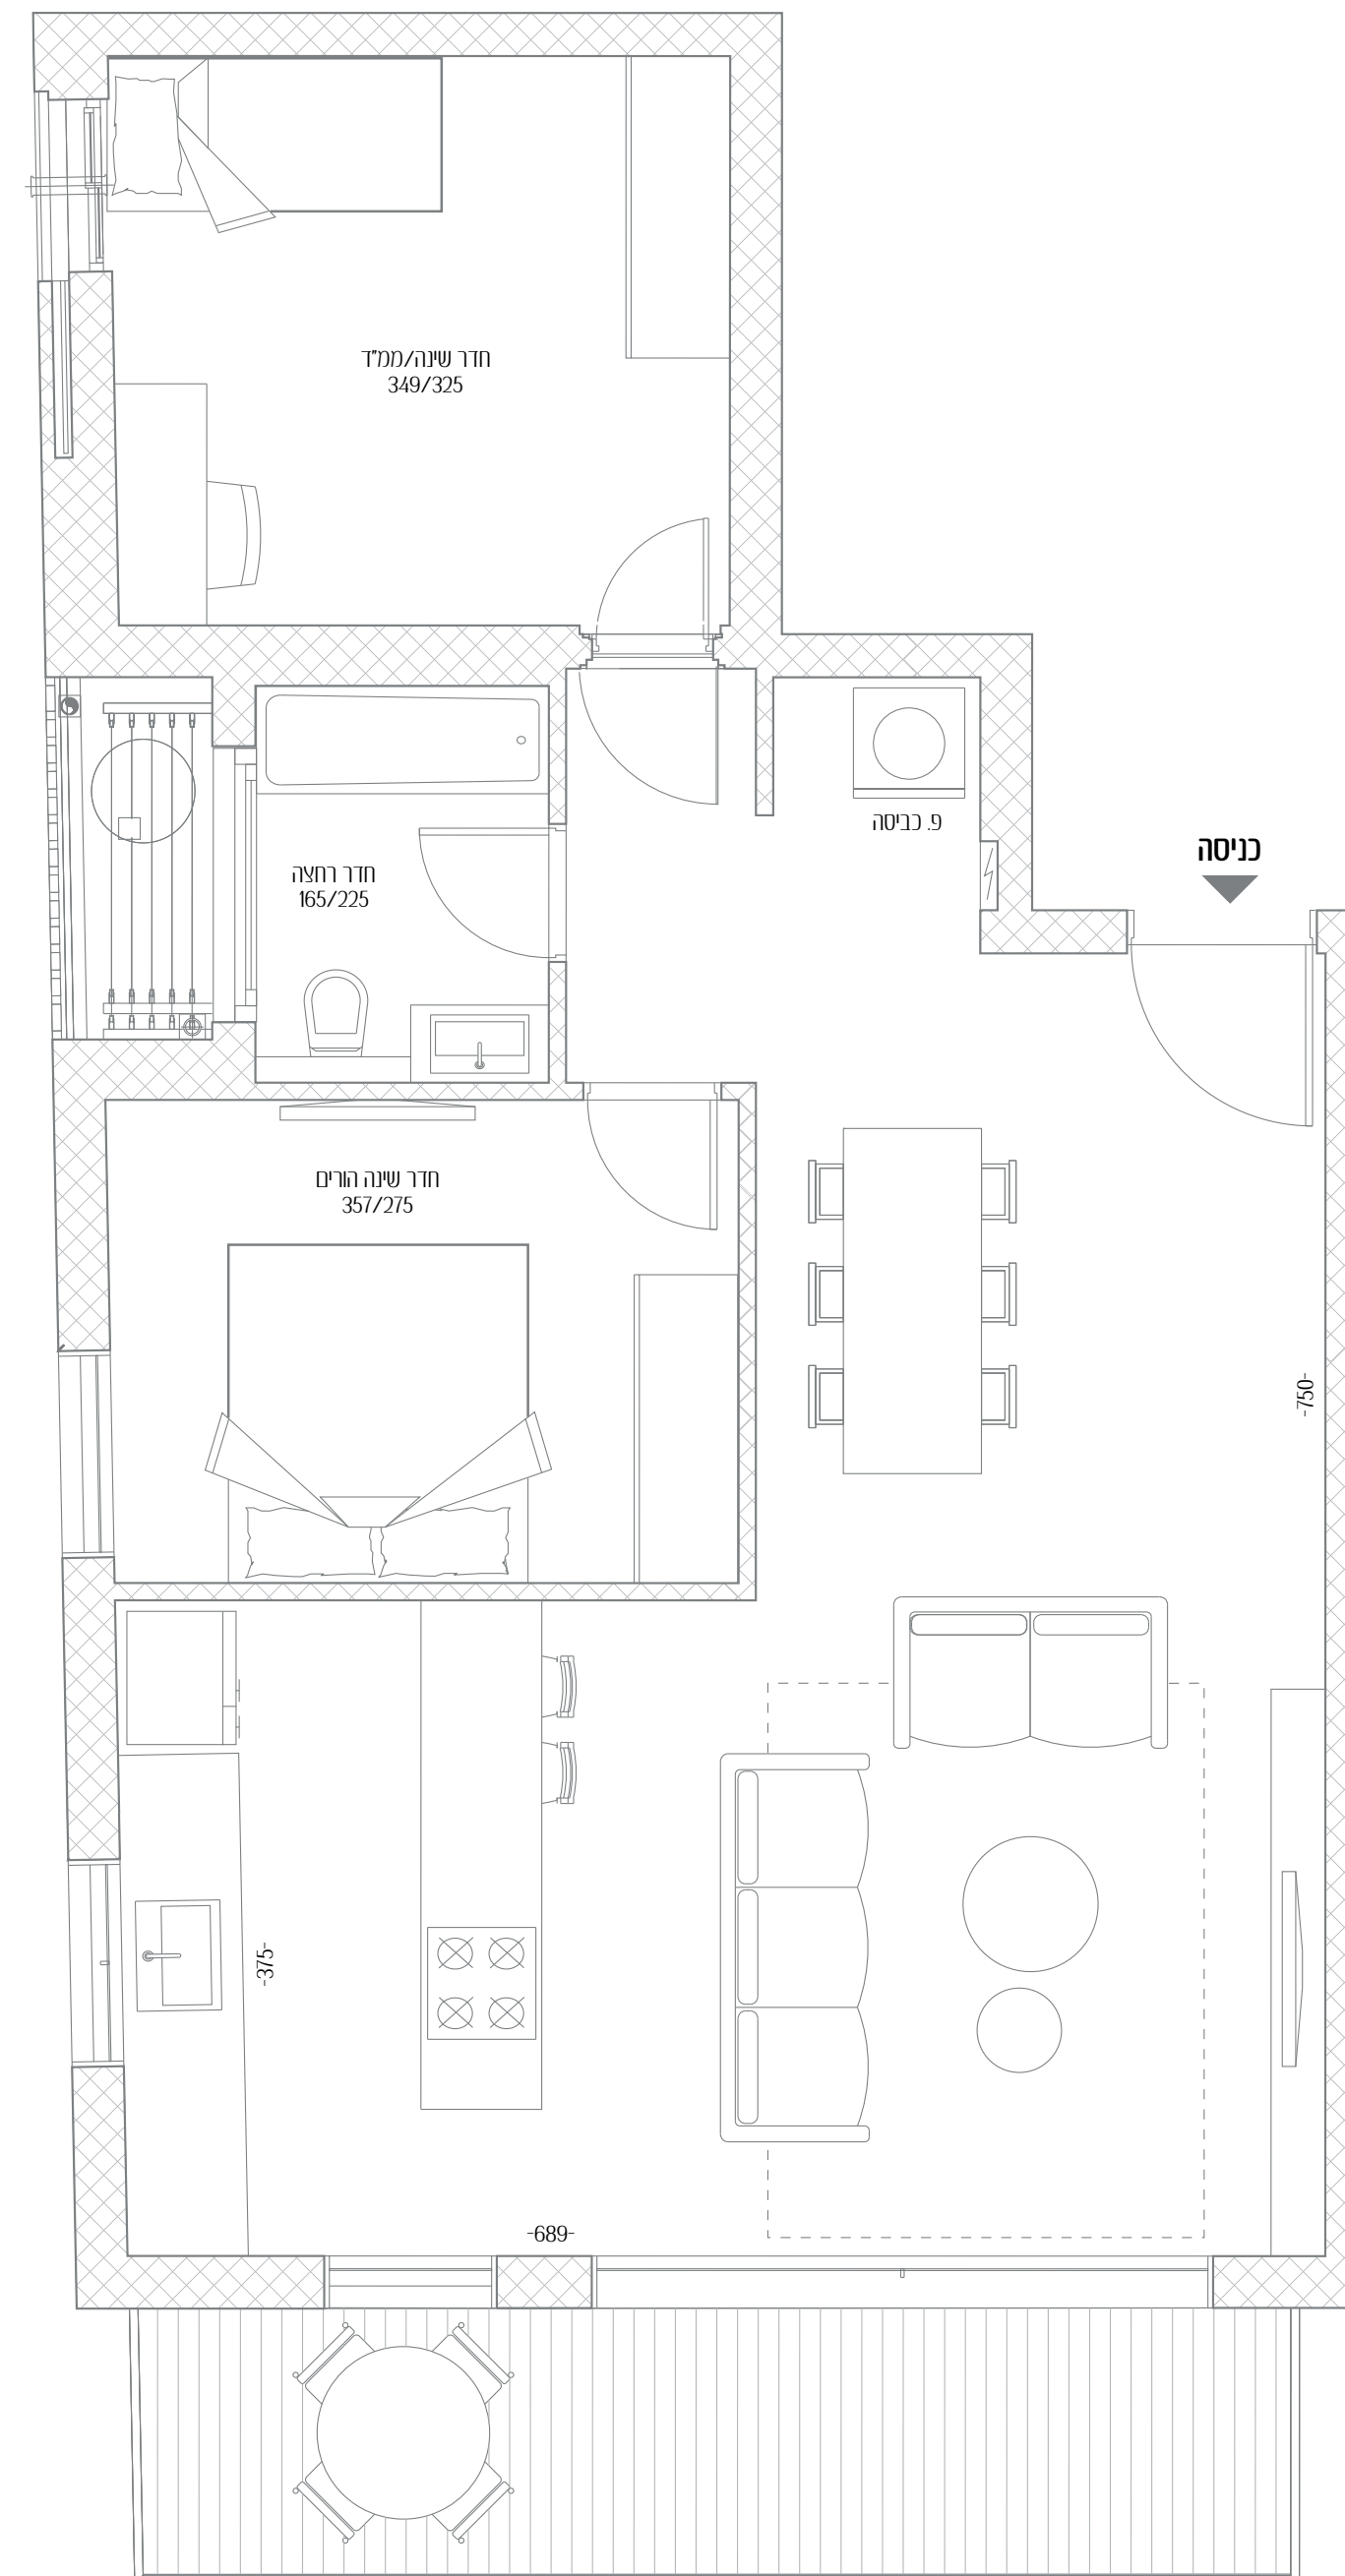 חדר שינה/ממ"ד
349/325
פ. כביסה
כניסה
חדר רחצה
165/225
חדר שינה הורים
357/275
-750-
-375-
-689-